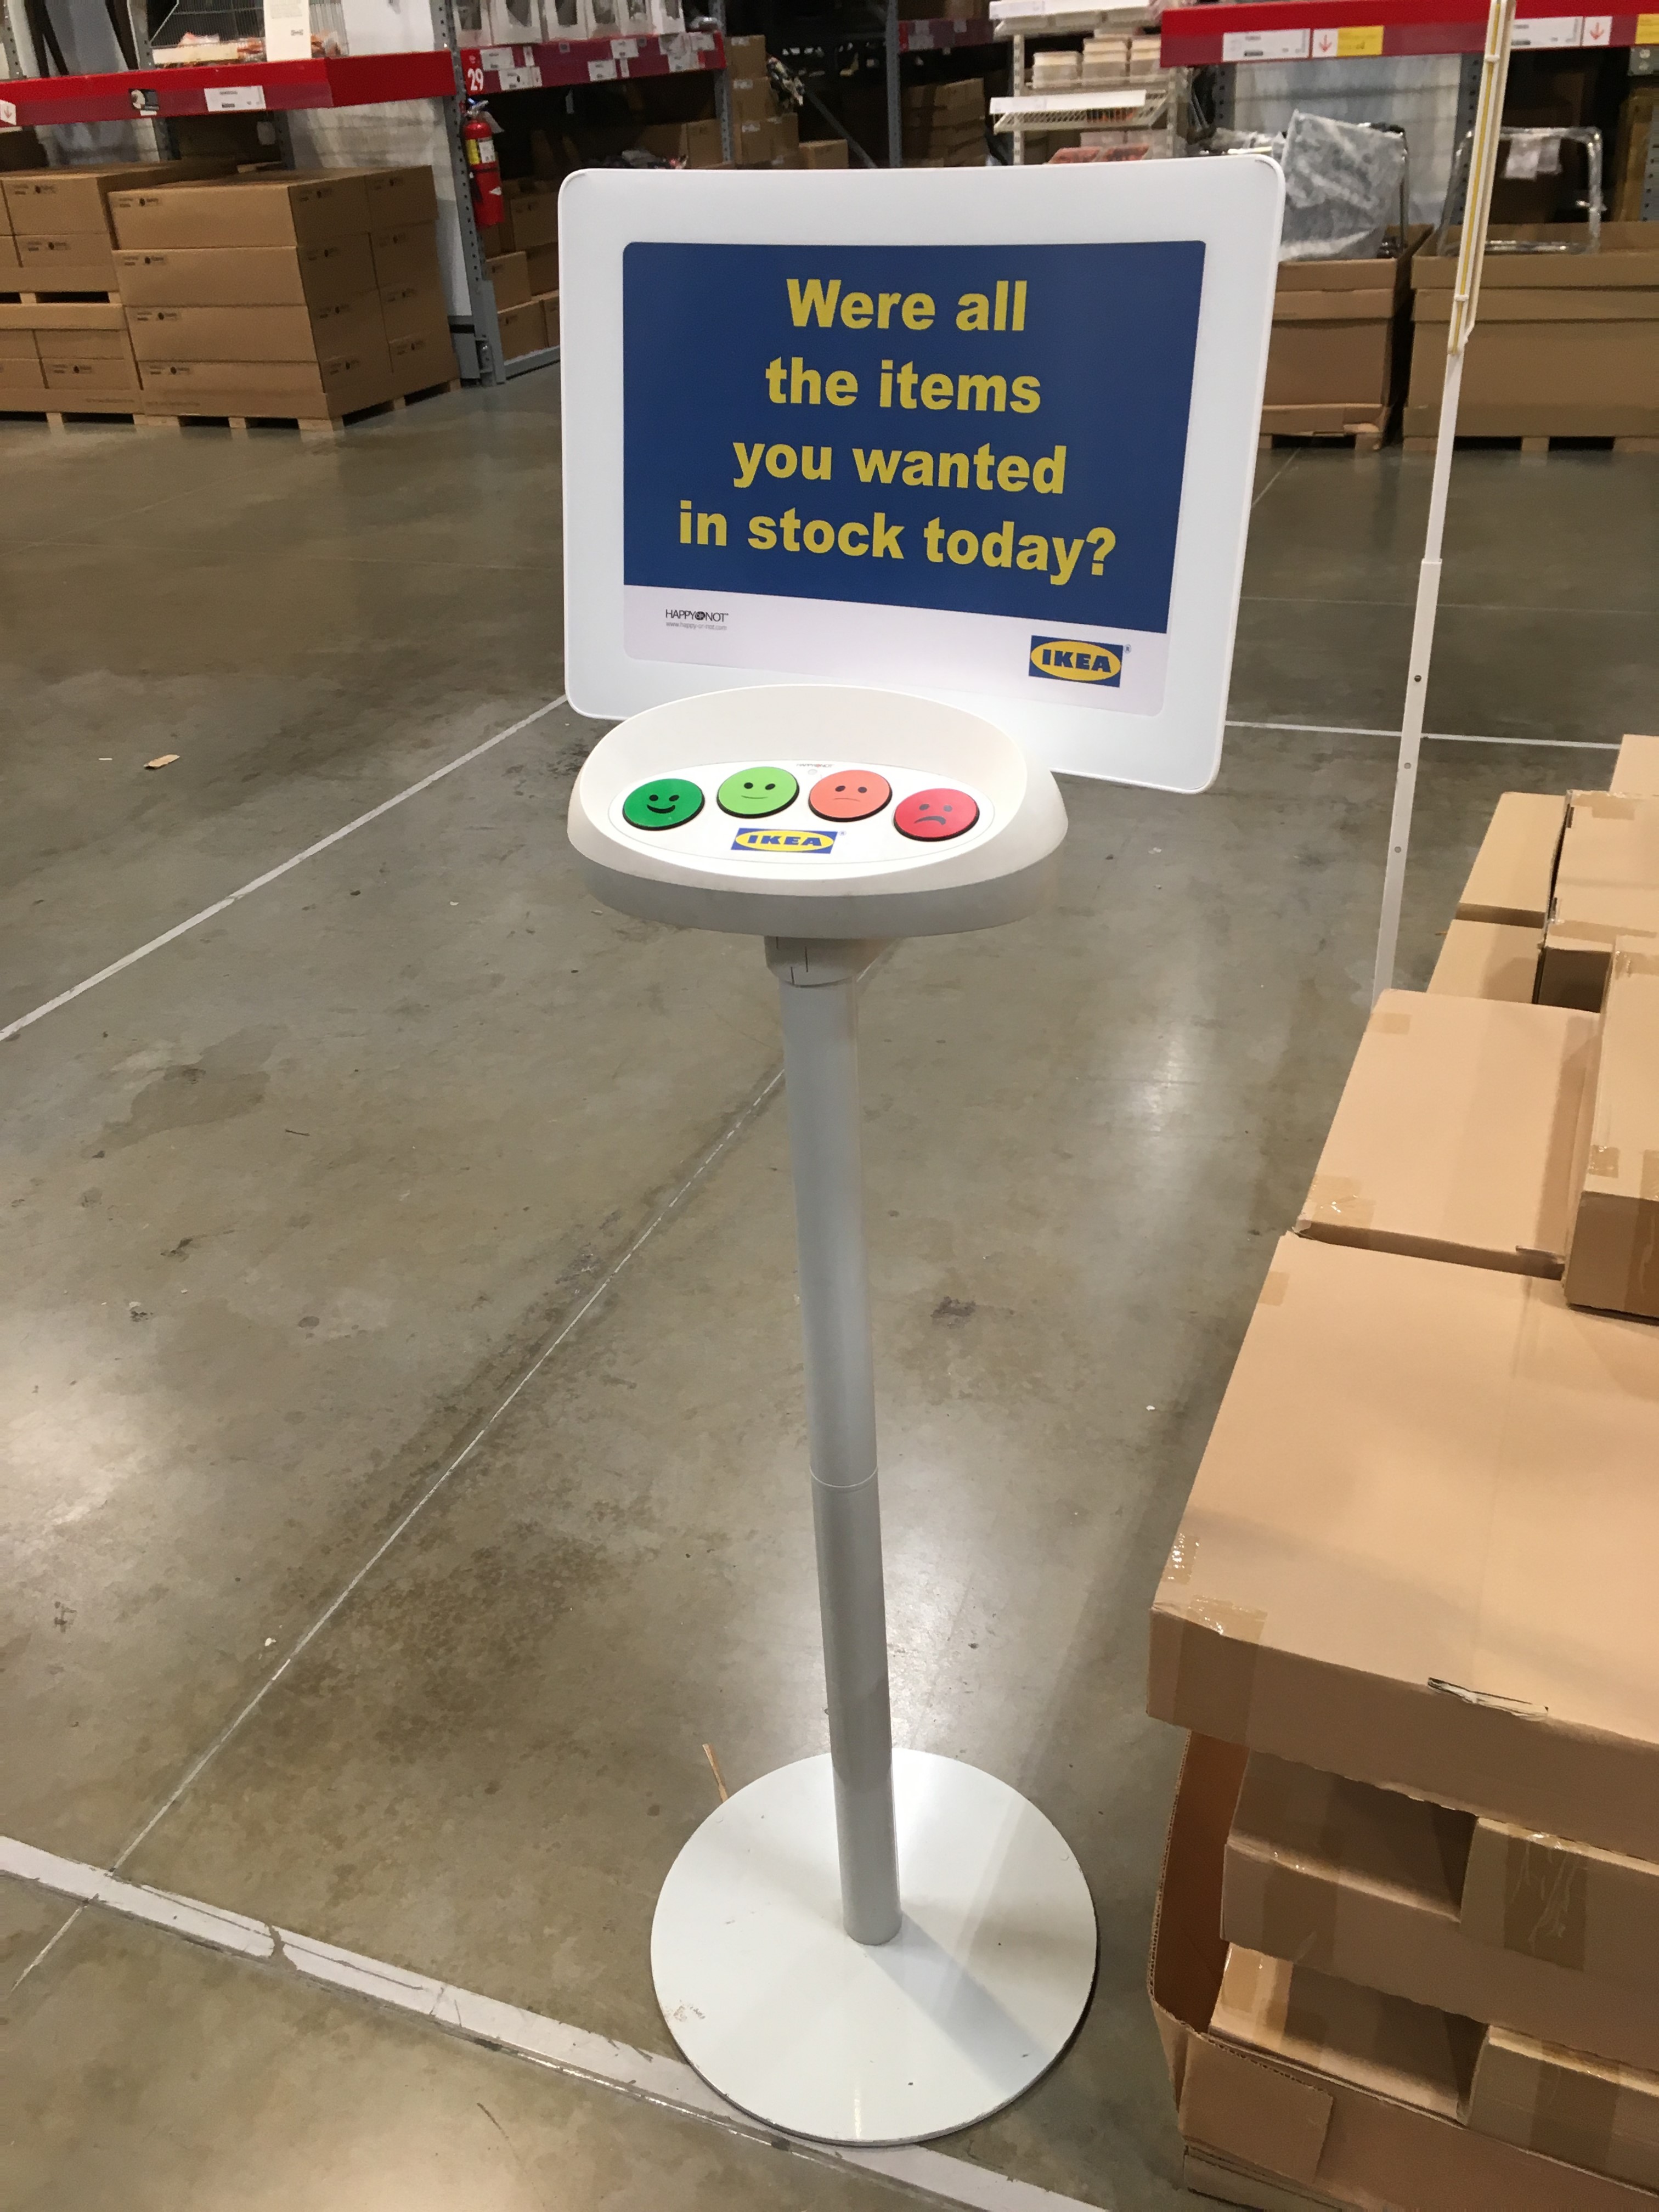 29
Were all
the items
you wanted
in stock today?
HAPPY OR NOT™
www.happy-or-not.com
IKEA®
IKEA®